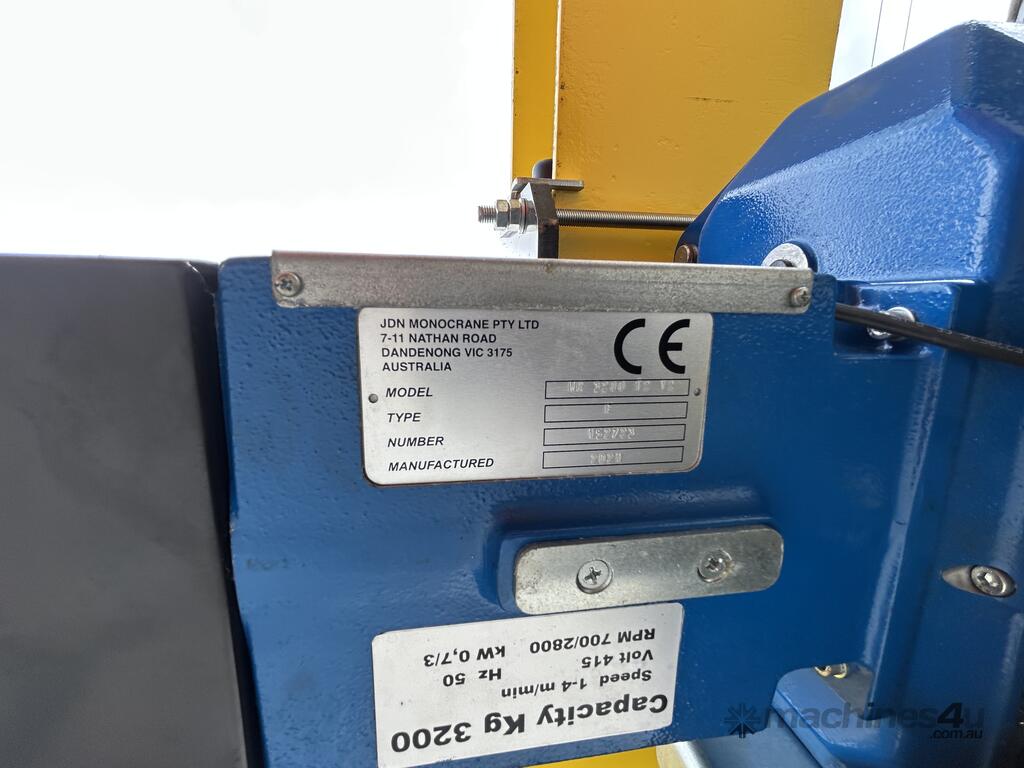 JDN MONOCRANE PTY LTD
7-11 NATHAN ROAD
DANDENONG VIC 3175
AUSTRALIA
CE
MODEL
TYPE
NUMBER
MANUFACTURED 2020
Capacity Kg 3200
Speed 1-4 m/min
Volt 415 Hz 50
RPM 700/2800 kW 0,7/3
machines4u
.com.au